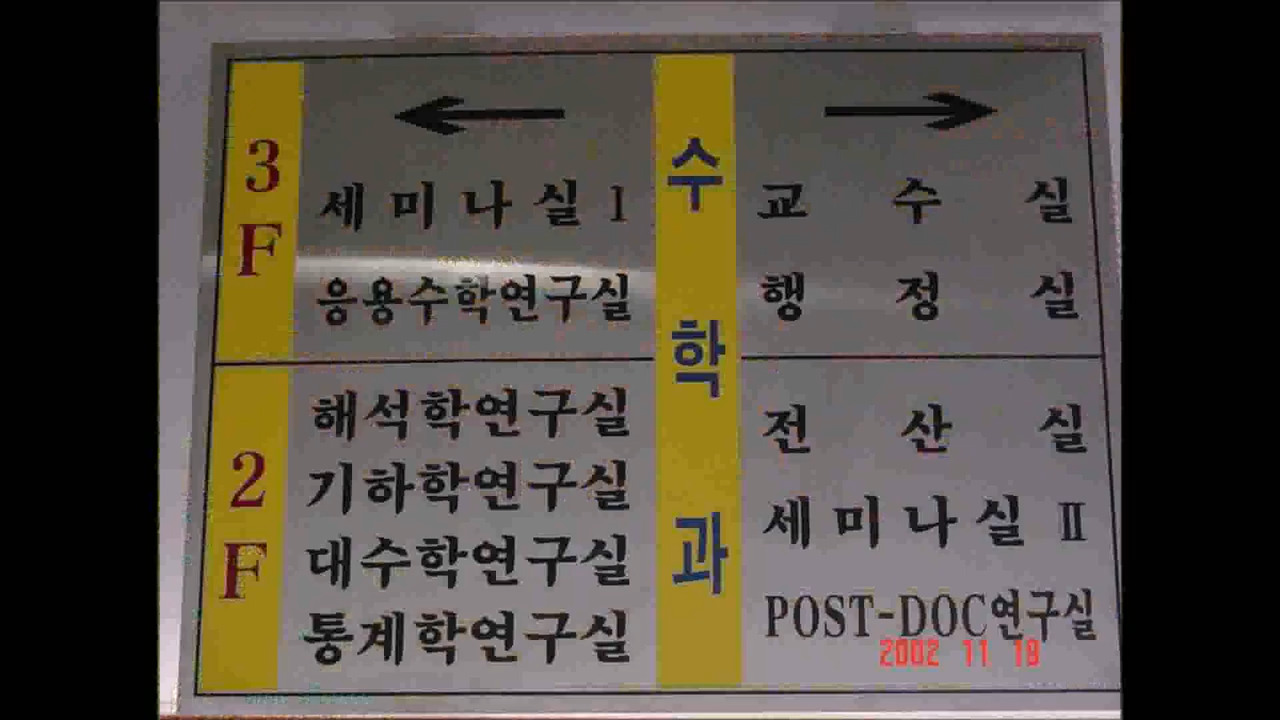 3F
←
세미나실 I
응용수학연구실
수학과
→
교수실
행정실
2F
해석학연구실
기하학연구실
대수학연구실
통계학연구실
전산실
세미나실 II
POST-DOC연구실
2002 11 19